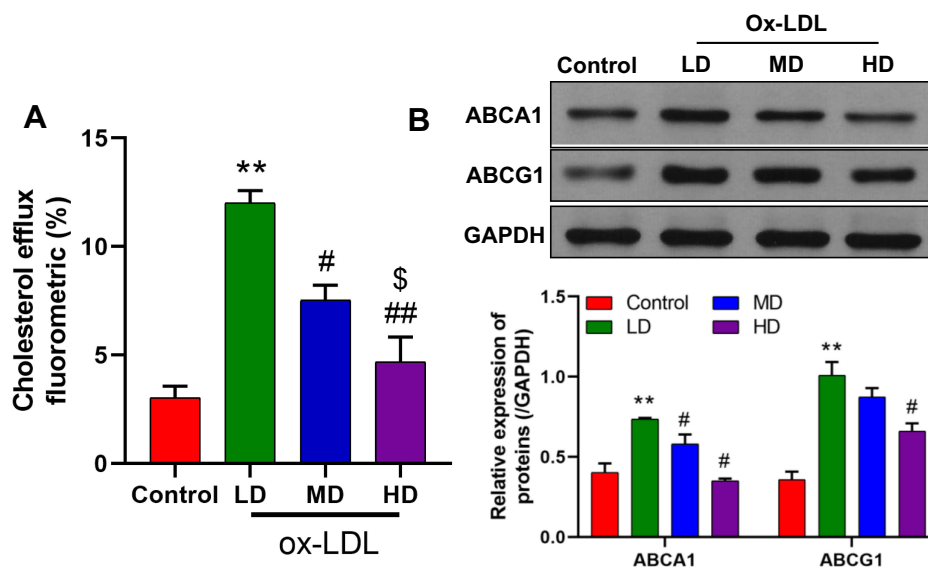 A
15
10
5
0
Cholesterol efflux
fluorometric (%)
**
#
$
##
Control LD MD HD
ox-LDL
B
Ox-LDL
Control LD MD HD
ABCA1
ABCG1
GAPDH
1.5
1.0
0.5
0.0
Relative expression of
proteins (/GAPDH)
Control MD
LD HD
**
#
#
**
#
ABCA1 ABCG1